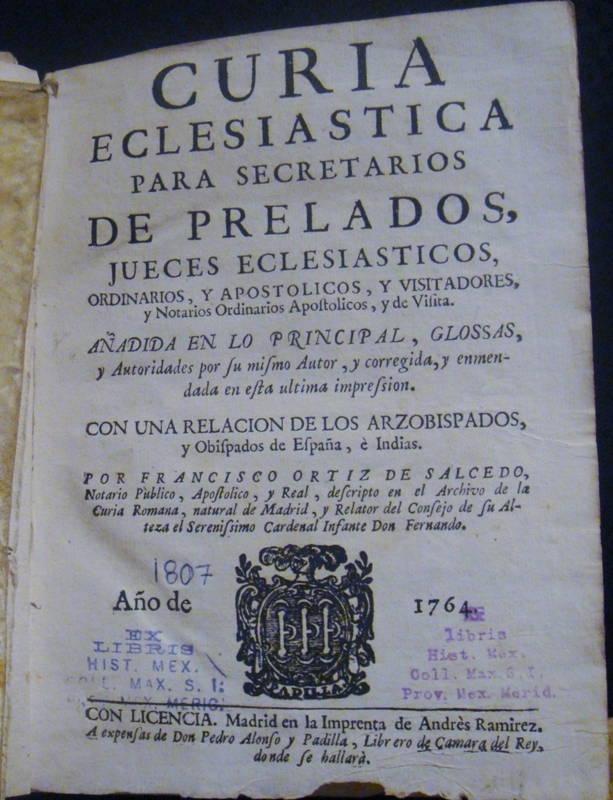 CURIA
ECLESIASTICA
PARA SECRETARIOS
DE PRELADOS,
JUECES ECLESIASTICOS,
ORDINARIOS, Y APOSTOLICOS, Y VISITADORES,
y Notarios Ordinarios Apoſtolicos, y de Viſita.
AÑADIDA EN LO PRINCIPAL, GLOSSAS,
y Autoridades por ſu miſmo Autor, y corregida, y enmen-
dada en eſta ultima impreſsion.
CON UNA RELACION DE LOS ARZOBISPADOS,
y Obiſpados de Eſpaña, è Indias.
POR FRANCISCO ORTIZ DE SALCEDO,
Notario Pùblico, Apoſtolico, y Real, deſcripto en el Archivo de la
Curia Romana, natural de Madrid, y Relator del Conſejo de ſu Al-
teza el Sereniſsimo Cardenal Infante Don Fernando.
1807
Año de 1764.
PADILLA
EX
LIBRIS
HIST. MEX.
COLL. MAX. S. I.
libris
Hist. Mex.
Coll. Max. S. I.
Prov. Mex. Merid.
CON LICENCIA. Madrid en la Imprenta de Andrès Ramirez.
A expenſas de Don Pedro Alonſo y Padilla, Librero de Camara del Rey,
donde ſe hallarà.